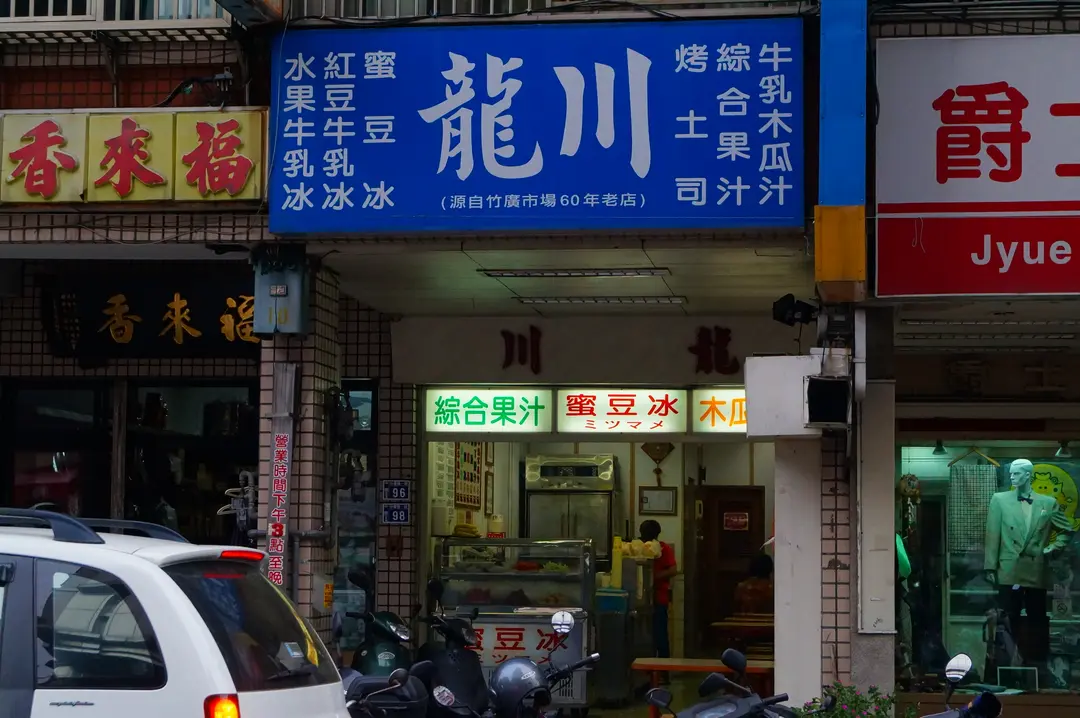 香來福
水果牛乳冰
紅豆牛乳冰
蜜豆冰
龍川
(源自竹廣市場60年老店)
烤土司
綜合果汁
牛乳木瓜汁
爵士
Jyue
香來福
川 龍
綜合果汁
蜜豆冰
ミツマメ
木瓜
營業時間下午3點至晚
96
98
蜜豆冰